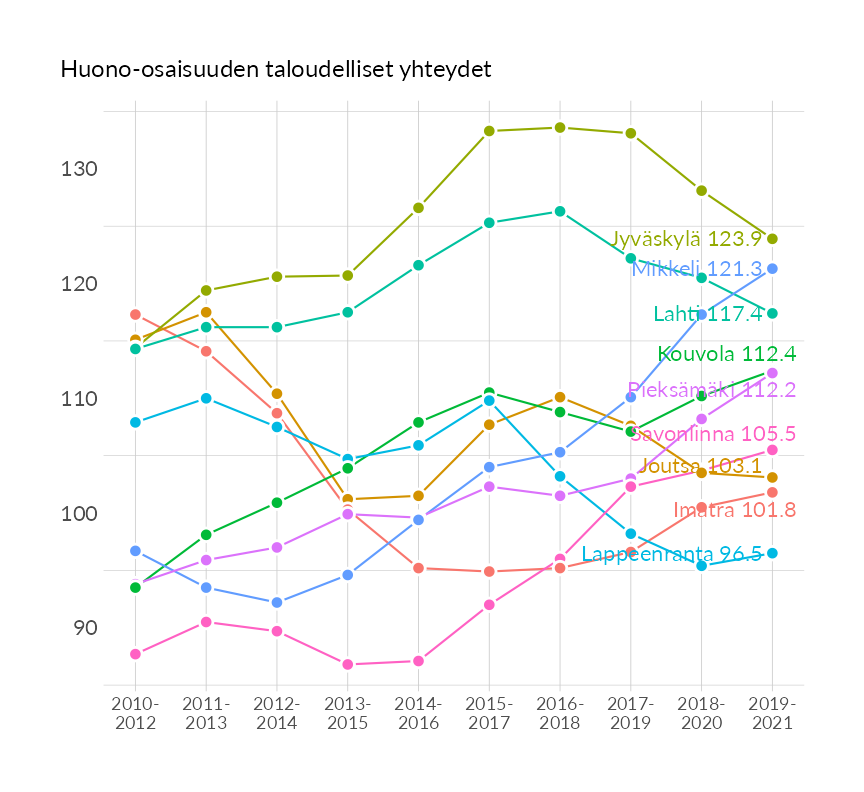 Huono-osaisuuden taloudelliset yhteydet
130
120
110
100
90
Jyväskylä 123.9
Mikkeli 121.3
Lahti 117.4
Kouvola 112.4
Pieksämäki 112.2
Savonlinna 105.5
Joutsa 103.1
Imatra 101.8
Lappeenranta 96.5
2010- 2011- 2012- 2013- 2014- 2015- 2016- 2017- 2018- 2019-
2012 2013 2014 2015 2016 2017 2018 2019 2020 2021